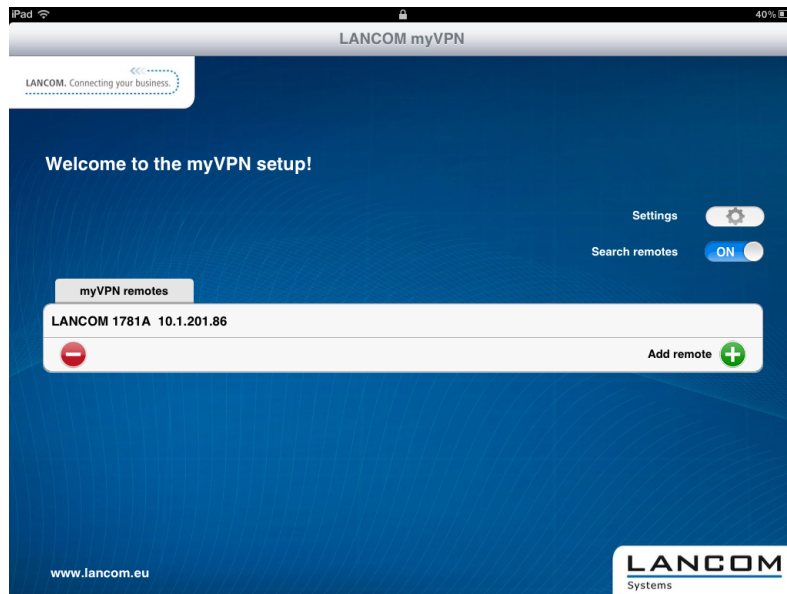 iPad 40%
LANCOM myVPN
LANCOM. Connecting your business.
Welcome to the myVPN setup!
Settings
Search remotes ON
myVPN remotes
LANCOM 1781A 10.1.201.86
Add remote
www.lancom.eu
LANCOM
Systems